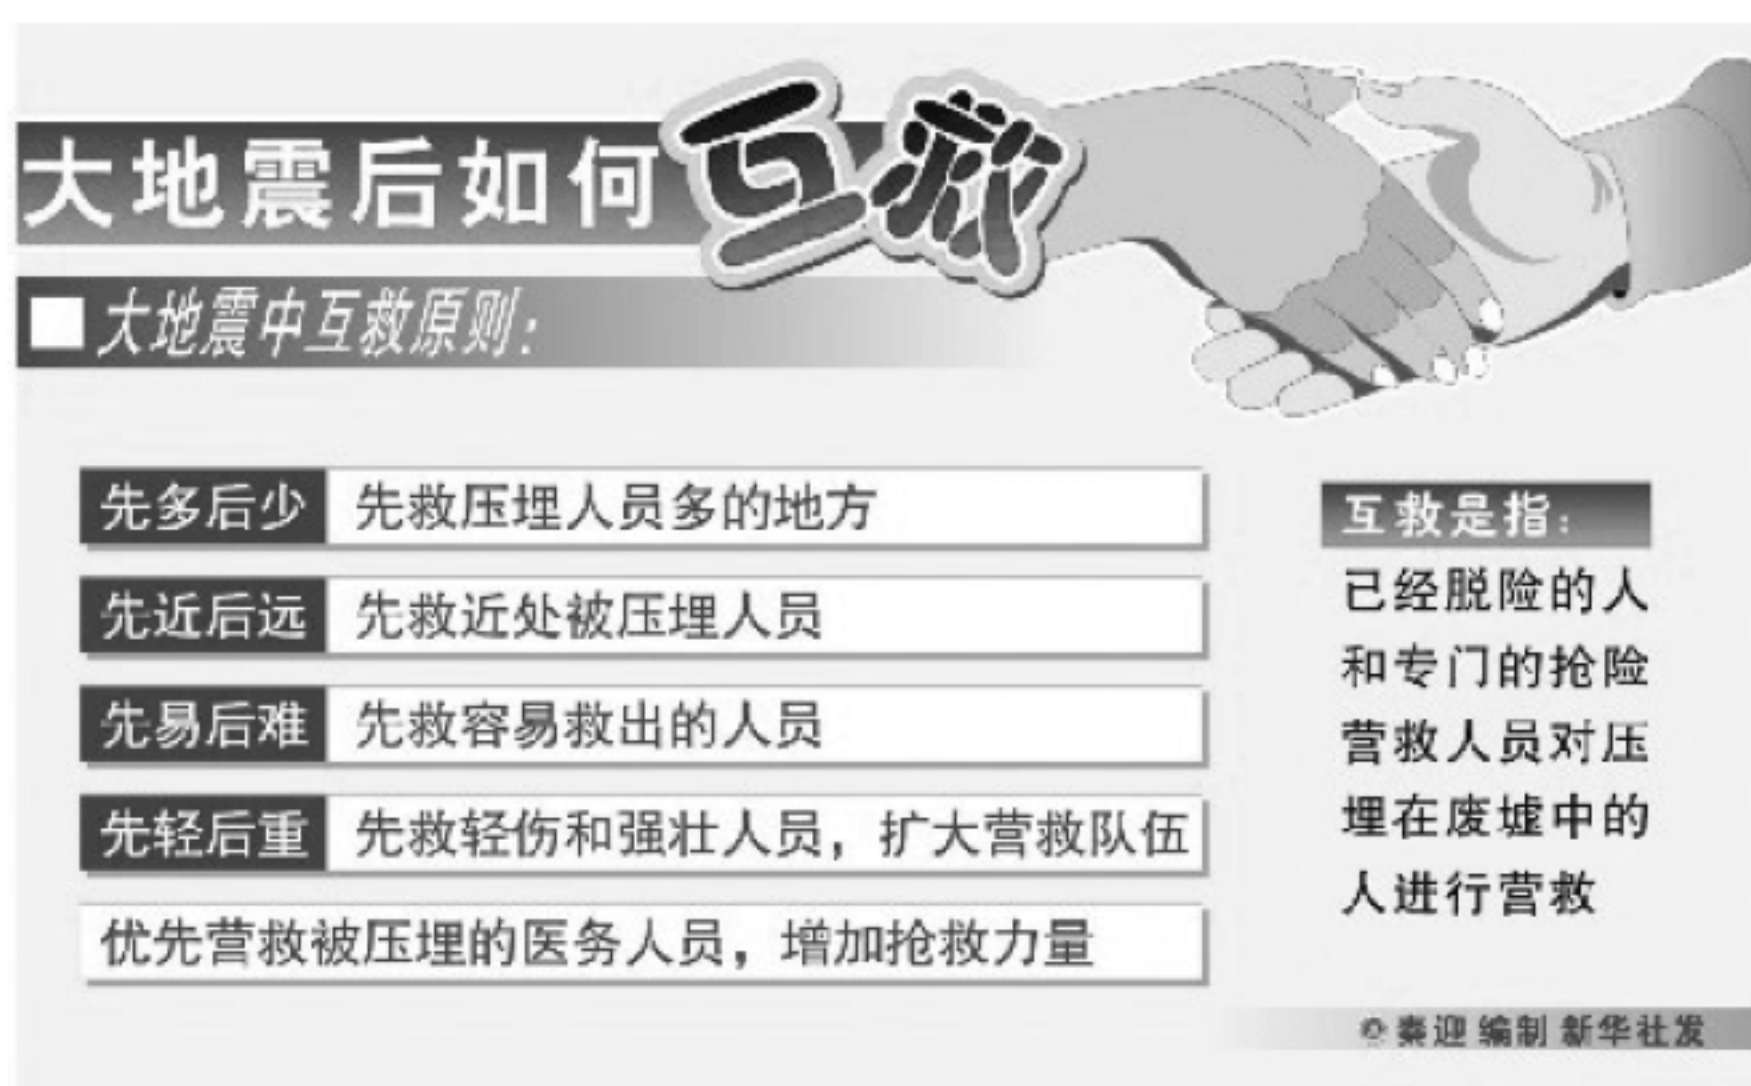 大地震后如何互救
大地震中互救原则：
先多后少 先救压埋人员多的地方
先近后远 先救近处被压埋人员
先易后难 先救容易救出的人员
先轻后重 先救轻伤和强壮人员，扩大营救队伍
优先营救被压埋的医务人员，增加抢救力量
互救是指：
已经脱险的人
和专门的抢险
营救人员对压
埋在废墟中的
人进行营救
秦迎 编制 新华社发